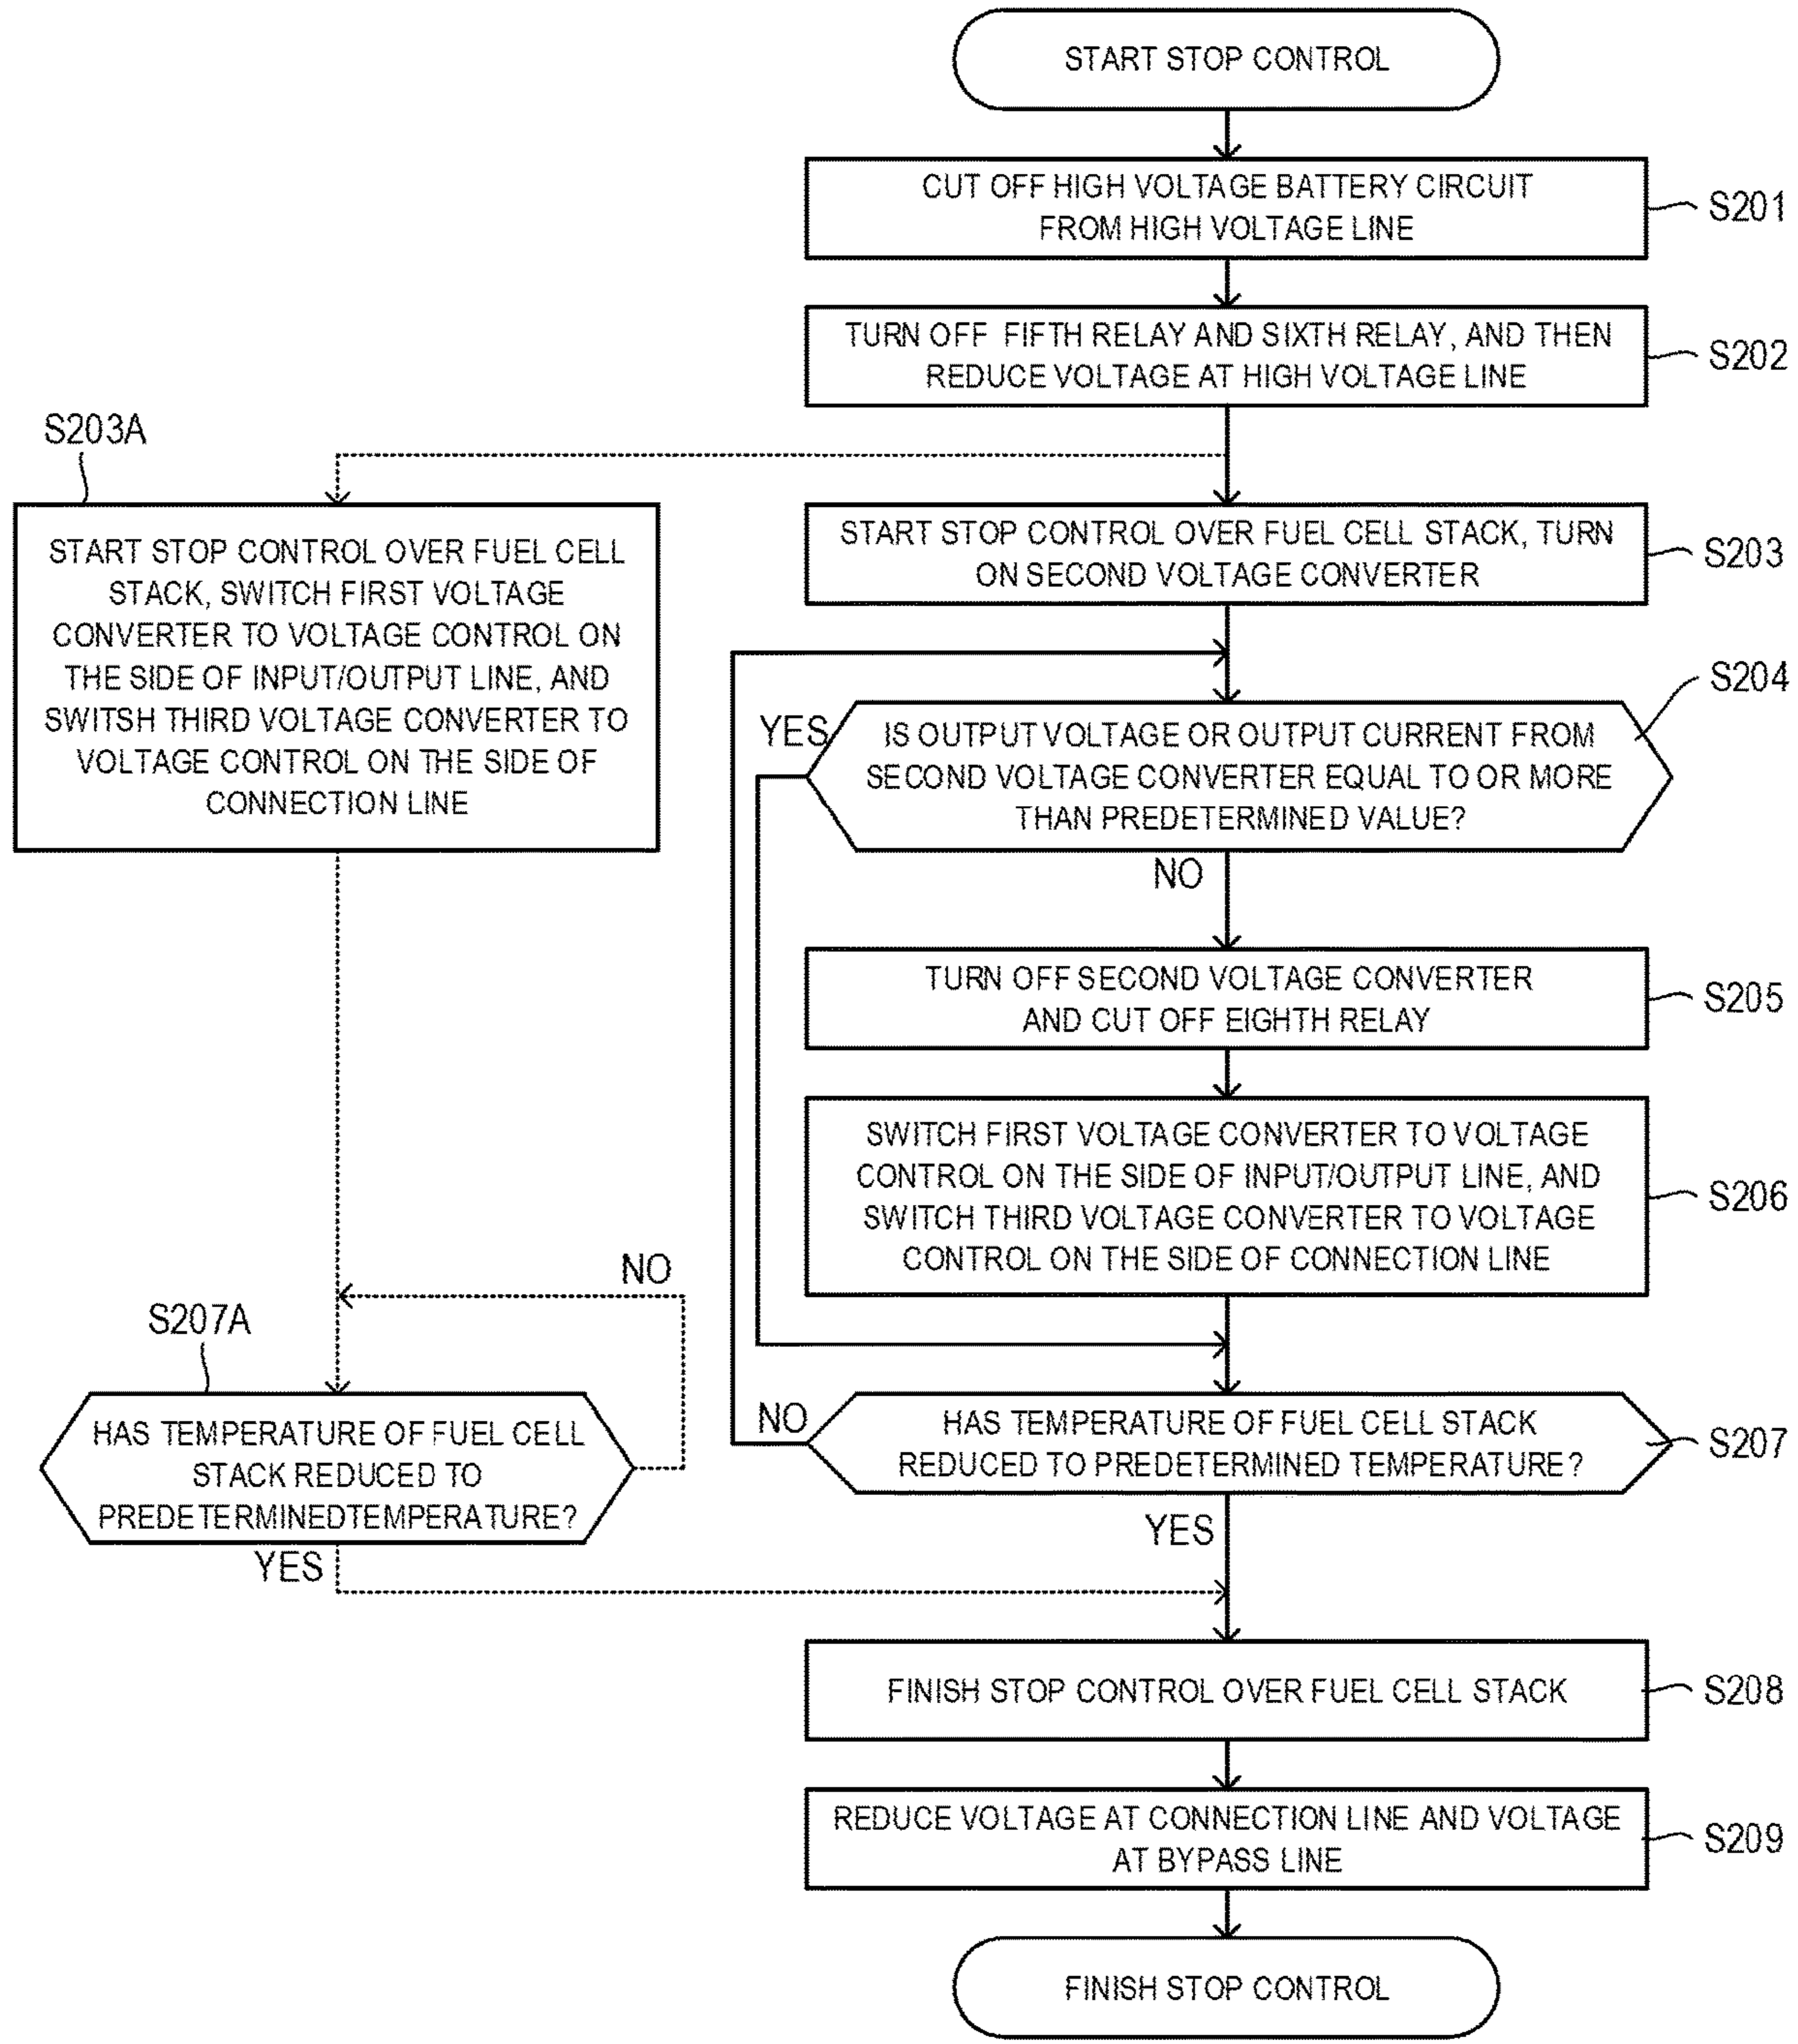 START STOP CONTROL
CUT OFF HIGH VOLTAGE BATTERY CIRCUIT
FROM HIGH VOLTAGE LINE
S201
TURN OFF FIFTH RELAY AND SIXTH RELAY, AND THEN
REDUCE VOLTAGE AT HIGH VOLTAGE LINE
S202
S203A
START STOP CONTROL OVER FUEL CELL
STACK, SWITCH FIRST VOLTAGE
CONVERTER TO VOLTAGE CONTROL ON
THE SIDE OF INPUT/OUTPUT LINE, AND
SWITSH THIRD VOLTAGE CONVERTER TO
VOLTAGE CONTROL ON THE SIDE OF
CONNECTION LINE
START STOP CONTROL OVER FUEL CELL STACK, TURN
ON SECOND VOLTAGE CONVERTER
S203
S204
YES
IS OUTPUT VOLTAGE OR OUTPUT CURRENT FROM
SECOND VOLTAGE CONVERTER EQUAL TO OR MORE
THAN PREDETERMINED VALUE?
NO
TURN OFF SECOND VOLTAGE CONVERTER
AND CUT OFF EIGHTH RELAY
S205
SWITCH FIRST VOLTAGE CONVERTER TO VOLTAGE
CONTROL ON THE SIDE OF INPUT/OUTPUT LINE, AND
SWITCH THIRD VOLTAGE CONVERTER TO VOLTAGE
CONTROL ON THE SIDE OF CONNECTION LINE
S206
NO
S207A
HAS TEMPERATURE OF FUEL CELL
STACK REDUCED TO
PREDETERMINEDTEMPERATURE?
YES
NO
HAS TEMPERATURE OF FUEL CELL STACK
REDUCED TO PREDETERMINED TEMPERATURE?
S207
YES
FINISH STOP CONTROL OVER FUEL CELL STACK
S208
REDUCE VOLTAGE AT CONNECTION LINE AND VOLTAGE
AT BYPASS LINE
S209
FINISH STOP CONTROL